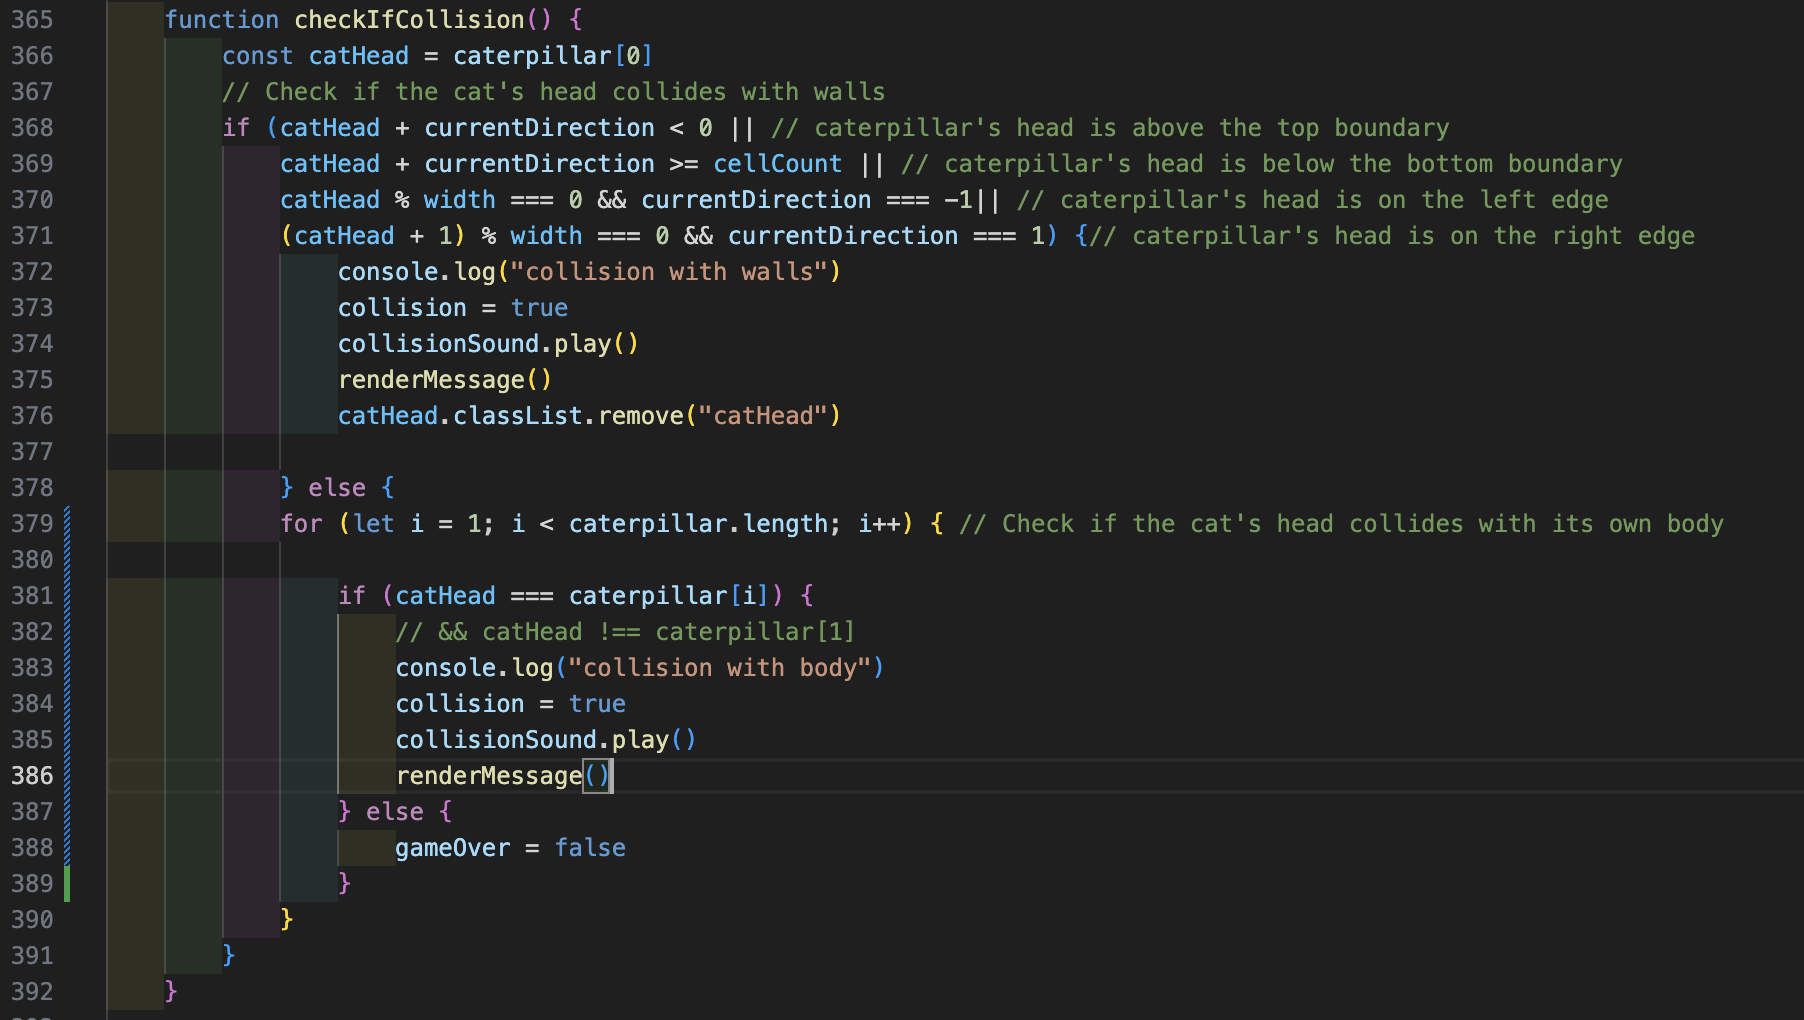 365 function checkIfCollision() {
366 const catHead = caterpillar[0]
367 // Check if the cat's head collides with walls
368 if (catHead + currentDirection < 0 || // caterpillar's head is above the top boundary
369 catHead + currentDirection >= cellCount || // caterpillar's head is below the bottom boundary
370 catHead % width === 0 && currentDirection === -1|| // caterpillar's head is on the left edge
371 (catHead + 1) % width === 0 && currentDirection === 1) {// caterpillar's head is on the right edge
372 console.log("collision with walls")
373 collision = true
374 collisionSound.play()
375 renderMessage()
376 catHead.classList.remove("catHead")
377
378 } else {
379 for (let i = 1; i < caterpillar.length; i++) { // Check if the cat's head collides with its own body
380
381 if (catHead === caterpillar[i]) {
382 // && catHead !== caterpillar[1]
383 console.log("collision with body")
384 collision = true
385 collisionSound.play()
386 renderMessage()
387 } else {
388 gameOver = false
389 }
390 }
391 }
392 }